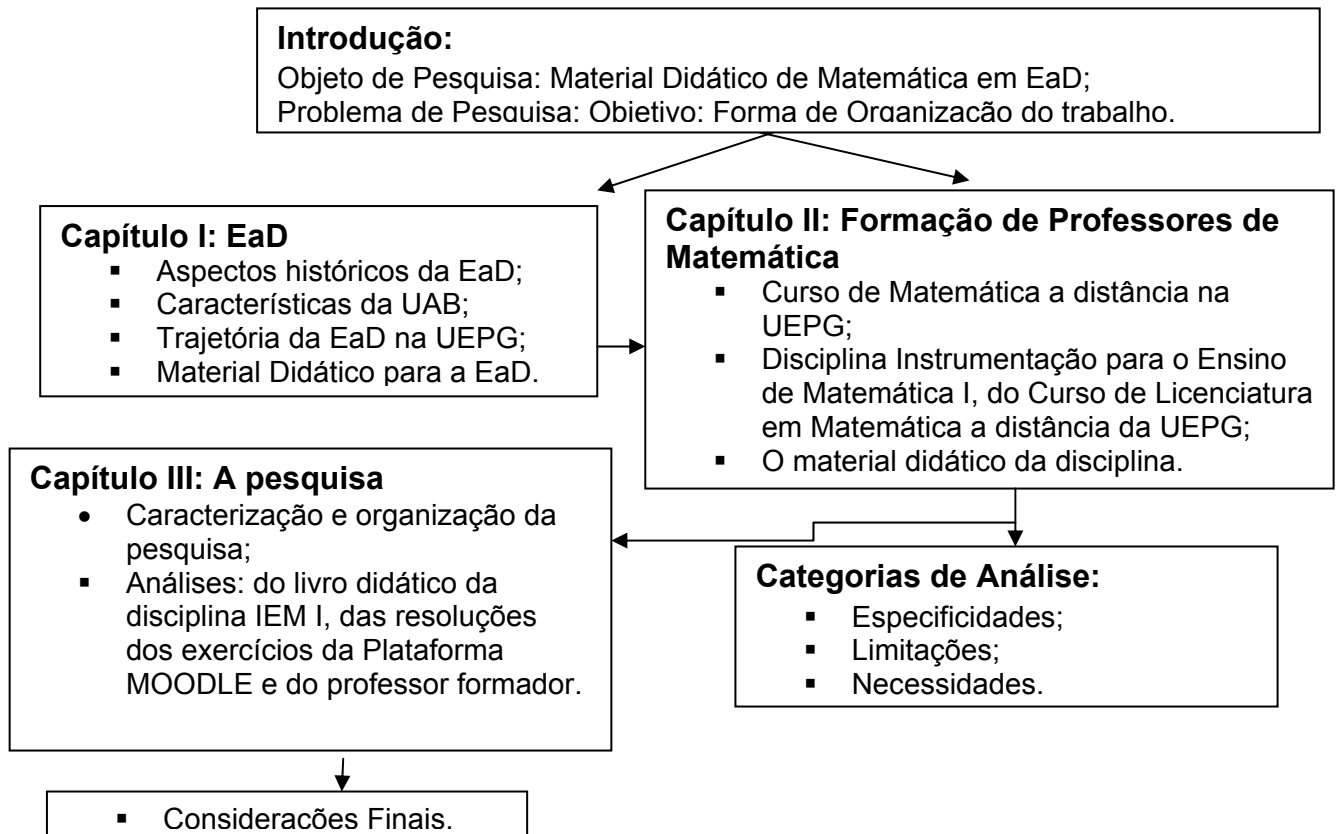 Introdução:
Objeto de Pesquisa: Material Didático de Matemática em EaD;
Problema de Pesquisa: Objetivo: Forma de Organização do trabalho.
Capítulo I: EaD
▪ Aspectos históricos da EaD;
▪ Características da UAB;
▪ Trajetória da EaD na UEPG;
▪ Material Didático para a EaD.
Capítulo II: Formação de Professores de
Matemática
▪ Curso de Matemática a distância na
UEPG;
▪ Disciplina Instrumentação para o Ensino
de Matemática I, do Curso de Licenciatura
em Matemática a distância da UEPG;
▪ O material didático da disciplina.
Capítulo III: A pesquisa
• Caracterização e organização da
pesquisa;
▪ Análises: do livro didático da
disciplina IEM I, das resoluções
dos exercícios da Plataforma
MOODLE e do professor formador.
Categorias de Análise:
▪ Especificidades;
▪ Limitações;
▪ Necessidades.
▪ Considerações Finais.